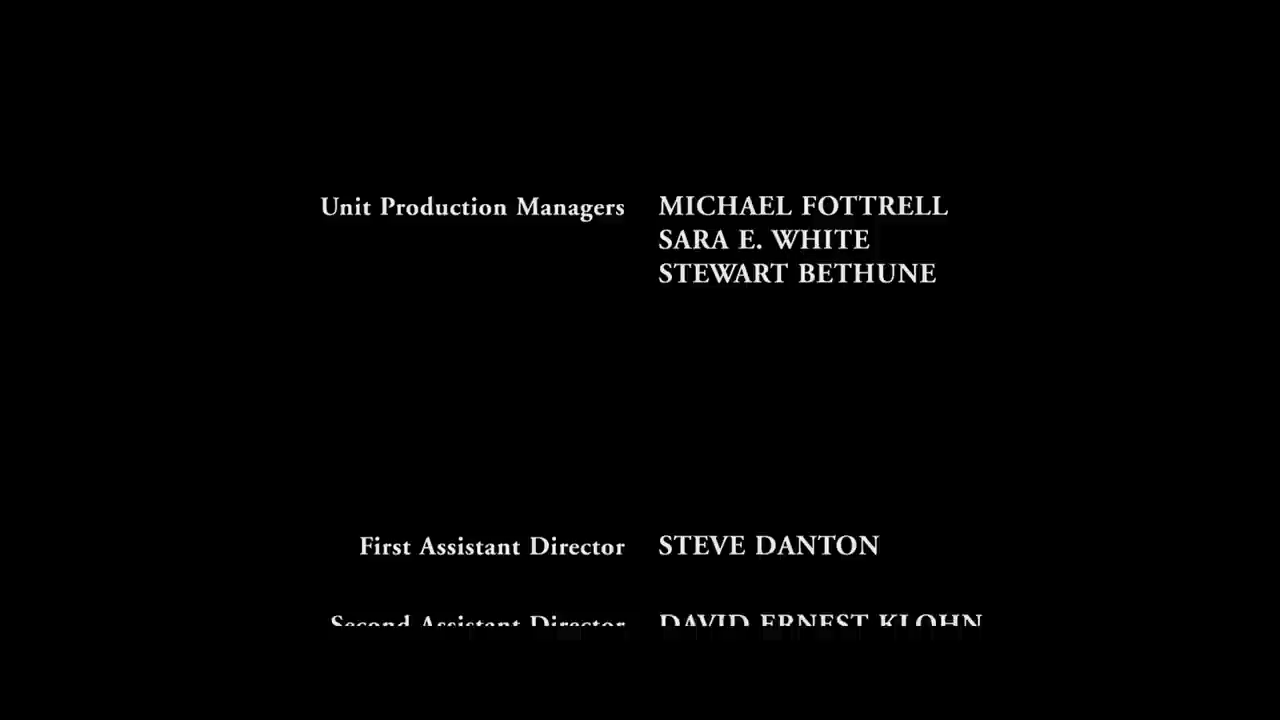 Unit Production Managers MICHAEL FOTTRELL
SARA E. WHITE
STEWART BETHUNE
First Assistant Director STEVE DANTON
Second Assistant Director DAVID ERNEST KLOHN